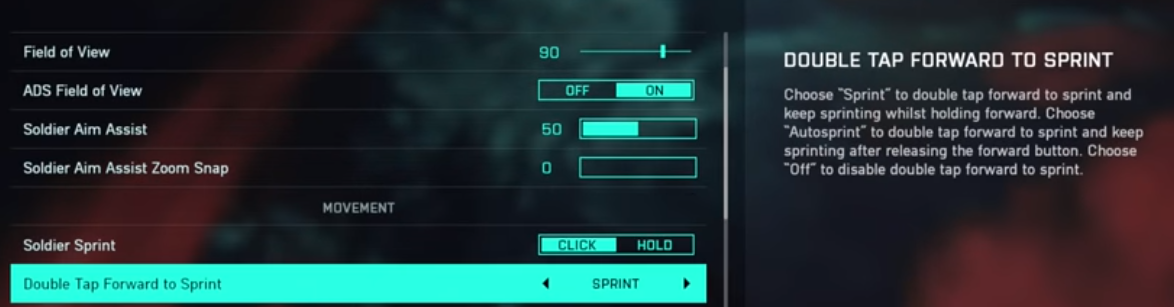 Field of View 90
ADS Field of View OFF ON
Soldier Aim Assist 50
Soldier Aim Assist Zoom Snap 0
MOVEMENT
Soldier Sprint CLICK HOLD
Double Tap Forward to Sprint SPRINT
DOUBLE TAP FORWARD TO SPRINT
Choose "Sprint" to double tap forward to sprint and
keep sprinting whilst holding forward. Choose
"Autosprint" to double tap forward to sprint and keep
sprinting after releasing the forward button. Choose
"Off" to disable double tap forward to sprint.